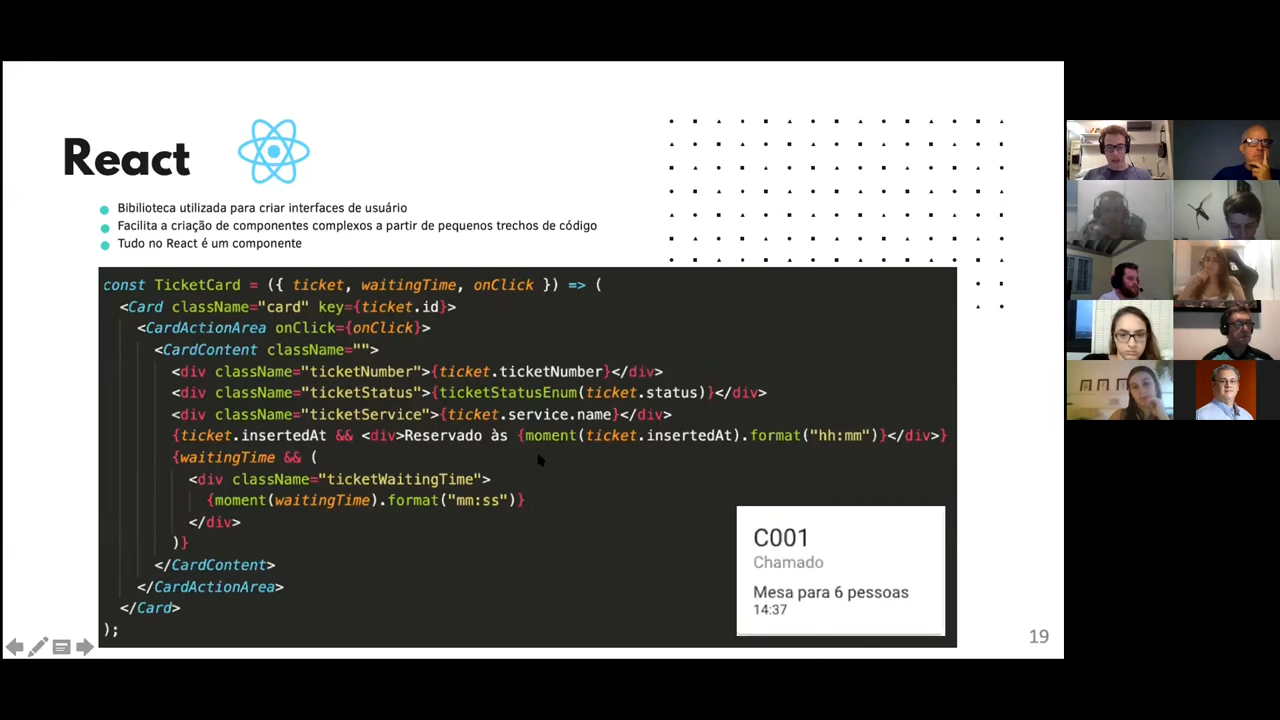 React
Bibilioteca utilizada para criar interfaces de usuário
Facilita a criação de componentes complexos a partir de pequenos trechos de código
Tudo no React é um componente
const TicketCard = ({ ticket, waitingTime, onClick }) => (
<Card className="card" key={ticket.id}>
<CardActionArea onClick={onClick}>
<CardContent className="">
<div className="ticketNumber">{ticket.ticketNumber}</div>
<div className="ticketStatus">{ticketStatusEnum(ticket.status)}</div>
<div className="ticketService">{ticket.service.name}</div>
{ticket.insertedAt && <div>Reservado às {moment(ticket.insertedAt).format("hh:mm")}</div>}
{waitingTime && (
<div className="ticketWaitingTime">
{moment(waitingTime).format("mm:ss")}
</div>
)}
</CardContent>
</CardActionArea>
</Card>
);
C001
Chamado
Mesa para 6 pessoas
14:37
19